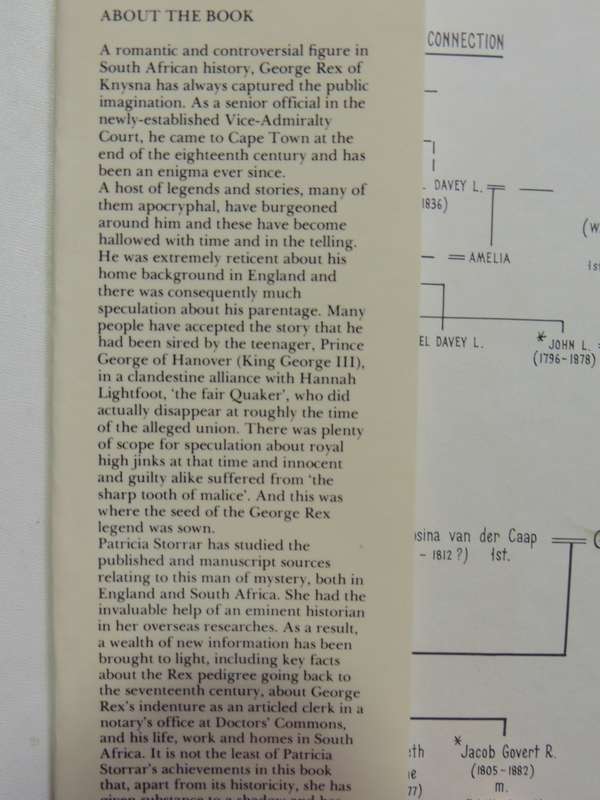 ABOUT THE BOOK
A romantic and controversial figure in
South African history, George Rex of
Knysna has always captured the public
imagination. As a senior official in the
newly-established Vice-Admiralty
Court, he came to Cape Town at the
end of the eighteenth century and has
been an enigma ever since.
A host of legends and stories, many of
them apocryphal, have burgeoned
around him and these have become
hallowed with time and in the telling.
He was extremely reticent about his
home background in England and
there was consequently much
speculation about his parentage. Many
people have accepted the story that he
had been sired by the teenager, Prince
George of Hanover (King George III),
in a clandestine alliance with Hannah
Lightfoot, ‘the fair Quaker’, who did
actually disappear at roughly the time
of the alleged union. There was plenty
of scope for speculation about royal
high jinks at that time and innocent
and guilty alike suffered from ‘the
sharp tooth of malice’. And this was
where the seed of the George Rex
legend was sown.
Patricia Storrar has studied the
published and manuscript sources
relating to this man of mystery, both in
England and South Africa. She had the
invaluable help of an eminent historian
in her overseas researches. As a result,
a wealth of new information has been
brought to light, including key facts
about the Rex pedigree going back to
the seventeenth century, about George
Rex's indenture as an articled clerk in a
notary's office at Doctors' Commons,
and his life, work and homes in South
Africa. It is not the least of Patricia
Storrar's achievements in this book
that, apart from its historicity, she has
given substance to a shadow and has
CONNECTION
DAVEY L.
1836)
(W
AMELIA
1st
EL DAVEY L.
* JOHN L.
(1796-1878)
sina van der Caap
- 1812 ?) 1st.
th
* Jacob Govert R.
(1805-1882)
77)
m.